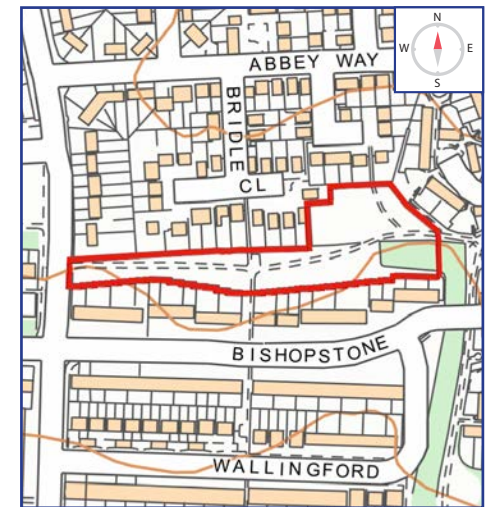 N
W E
S
ABBEY WAY
BRIDLE
CL
BISHOPSTONE
WALLINGFORD